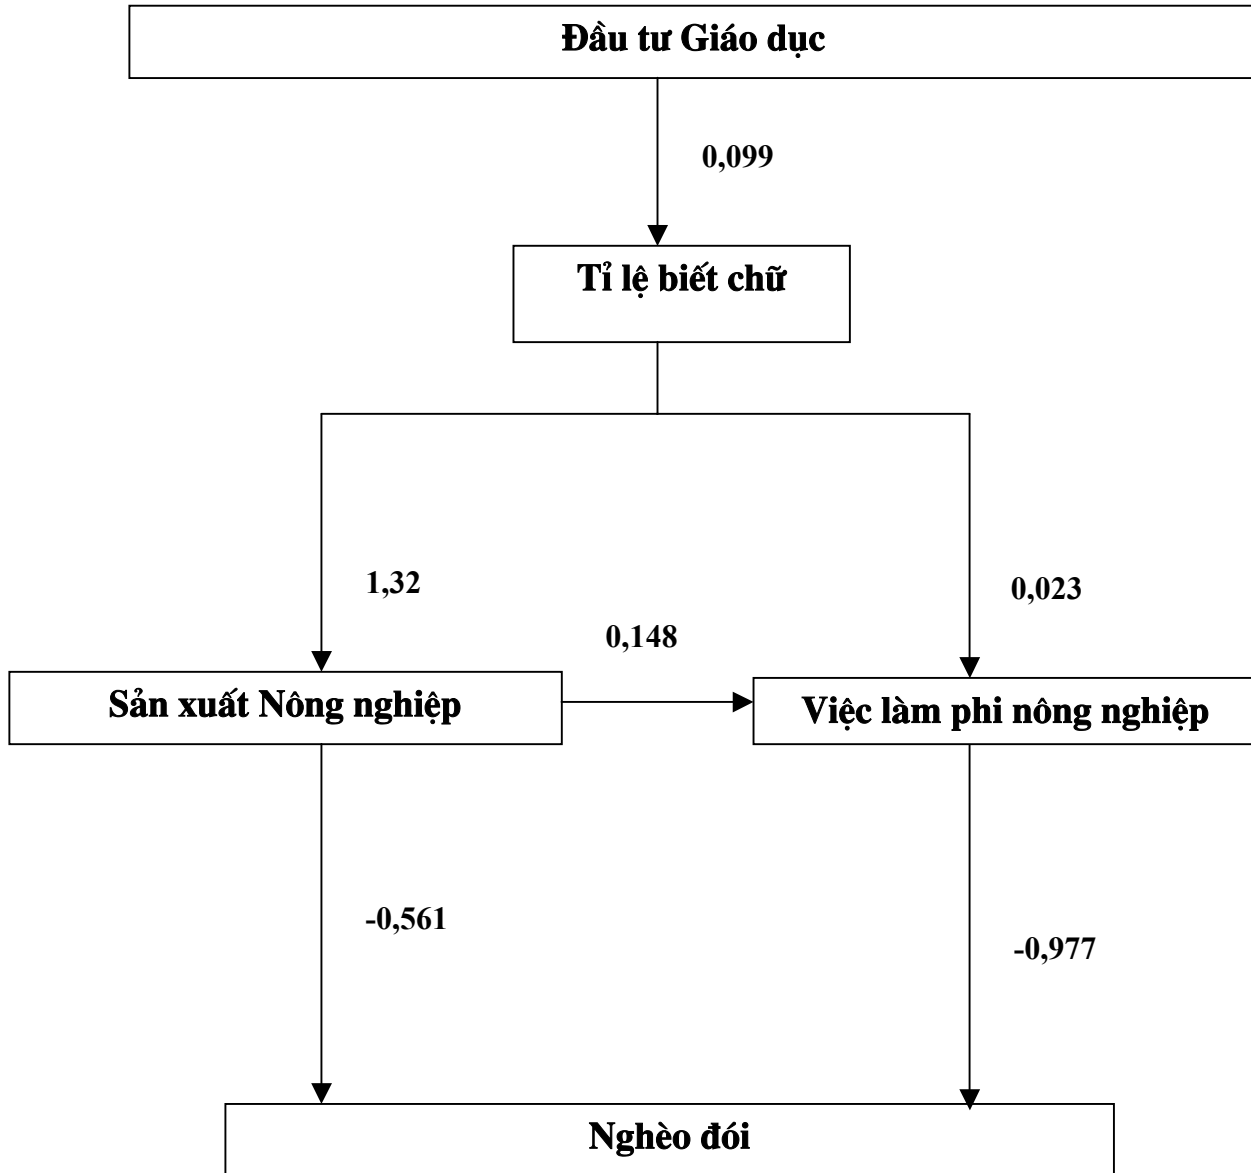 Đầu tư Giáo dục
0,099
Tỉ lệ biết chữ
1,32
0,023
0,148
Sản xuất Nông nghiệp
Việc làm phi nông nghiệp
-0,561
-0,977
Nghèo đói